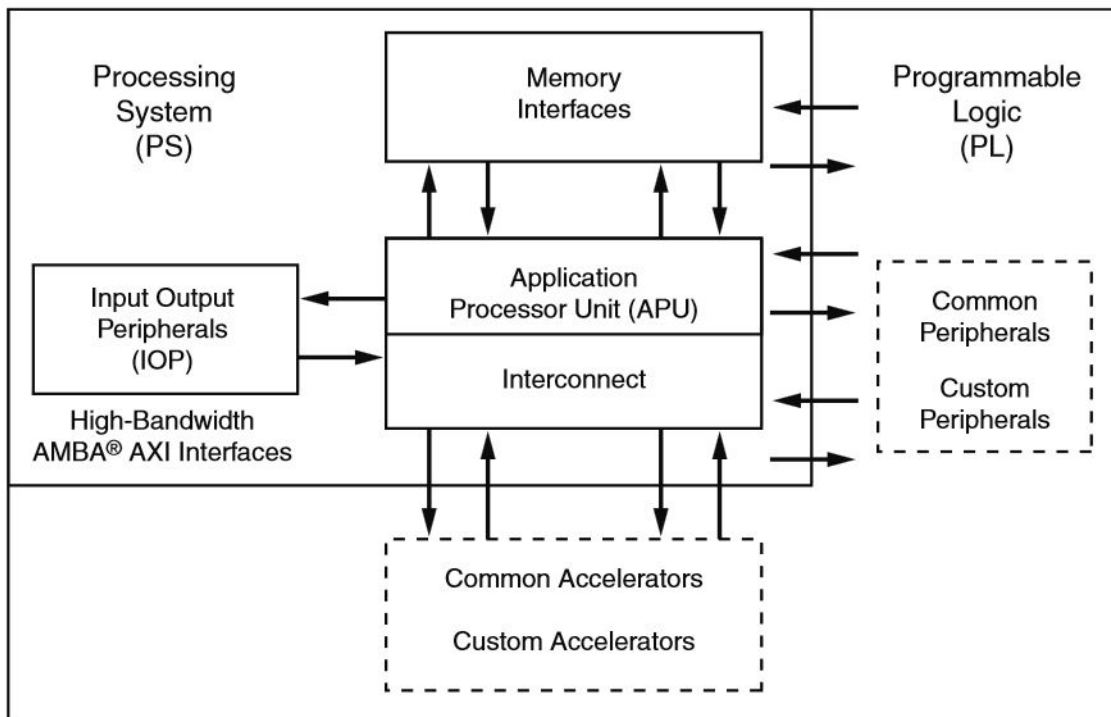 Processing
System
(PS)
Memory
Interfaces
Programmable
Logic
(PL)
Input Output
Peripherals
(IOP)
Application
Processor Unit (APU)
Interconnect
Common
Peripherals
Custom
Peripherals
High-Bandwidth
AMBA® AXI Interfaces
Common Accelerators
Custom Accelerators